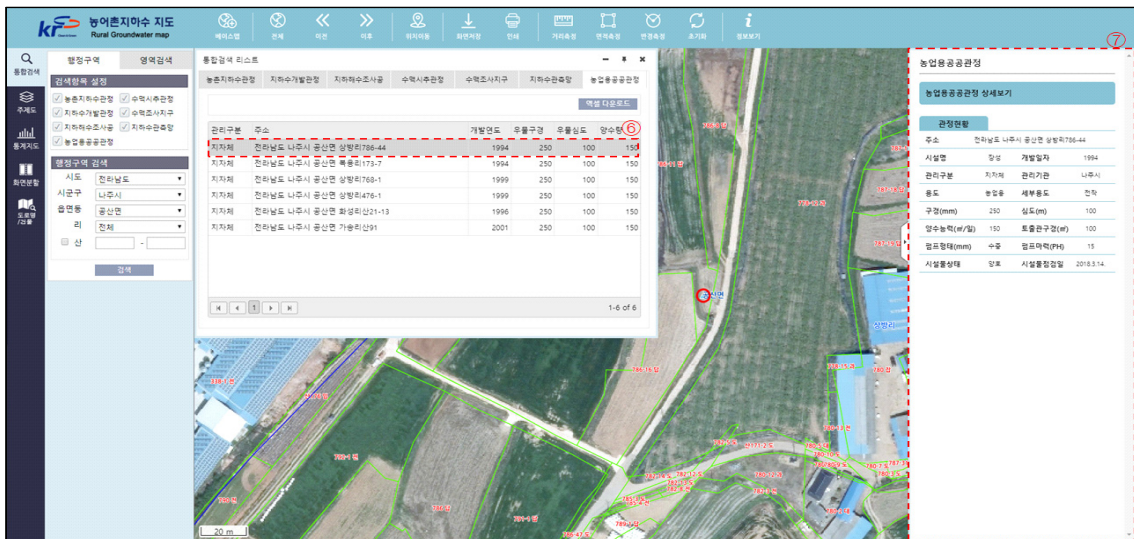 농어촌지하수 지도
Rural Groundwater map
베이스맵 전체 이전 이후 위치이동 화면저장 인쇄 거리측정 면적측정 반경측정 초기화 정보보기
통합검색
주제도
통계지도
화면분할
도로명
/건물
행정구역 영역검색
검색항목 설정
농촌지하수관정 수맥시추관정
지하수개발관정 수맥조사지구
지하해수조사공 지하수관측망
농업용공공관정
행정구역 검색
시도 전라남도
시군구 나주시
읍면동 공산면
리 전체
산 -
검색
통합검색 리스트
농촌지하수관정 지하수개발관정 지하해수조사공 수맥시추관정 수맥조사지구 지하수관측망 농업용공공관정
엑셀 다운로드
관리구분 주소 개발연도 우물구경 우물심도 양수량 ⑥
지자체 전라남도 나주시 공산면 상방리786-44 1994 250 100 150
지자체 전라남도 나주시 공산면 복용리173-7 1994 250 100 150
지자체 전라남도 나주시 공산면 상방리768-1 1999 250 100 150
지자체 전라남도 나주시 공산면 상방리476-1 1999 250 100 150
지자체 전라남도 나주시 공산면 화성리산21-13 1996 250 100 150
지자체 전라남도 나주시 공산면 가송리산91 2001 250 100 150
1
1-6 of 6
공산면
상방리
786-16 답
20 m
⑦
농업용공공관정
농업용공공관정 상세보기
관정현황
주소 전라남도 나주시 공산면 상방리786-44
시설명 장성 개발일자 1994
관리구분 지자체 관리기관 나주시
용도 농업용 세부용도 전작
구경(mm) 250 심도(m) 100
양수능력(㎥/일) 150 토출관구경(㎥) 100
펌프형태(mm) 수중 펌프마력(PH) 15
시설물상태 양호 시설물점검일 2018.5.14.